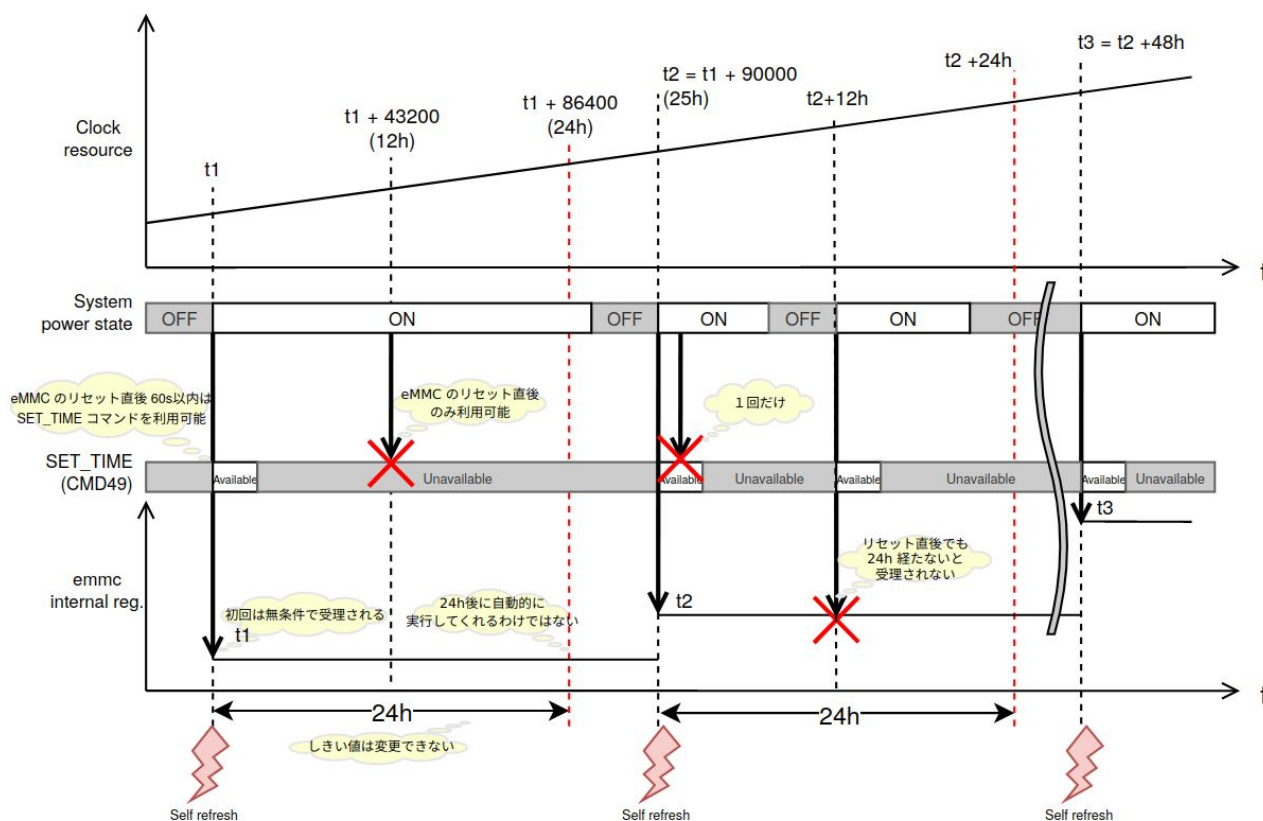 t3 = t2 +48h
t2 +24h
t2 = t1 + 90000
(25h)
t2+12h
t1 + 86400
(24h)
t1 + 43200
(12h)
t1
Clock
resource
t
System
power state
OFF
ON
OFF
ON
OFF
ON
OFF
ON
eMMC のリセット直後 60s以内は
SET_TIME コマンドを利用可能
eMMC のリセット直後
のみ利用可能
１回だけ
SET_TIME
(CMD49)
Available
Unavailable
Available
Unavailable
Available
Unavailable
Available
Unavailable
t3
リセット直後でも
24h 経たないと
受理されない
emmc
internal reg.
初回は無条件で受理される
t1
24h後に自動的に
実行してくれるわけではない
t2
t
24h
24h
しきい値は変更できない
Self refresh
Self refresh
Self refresh